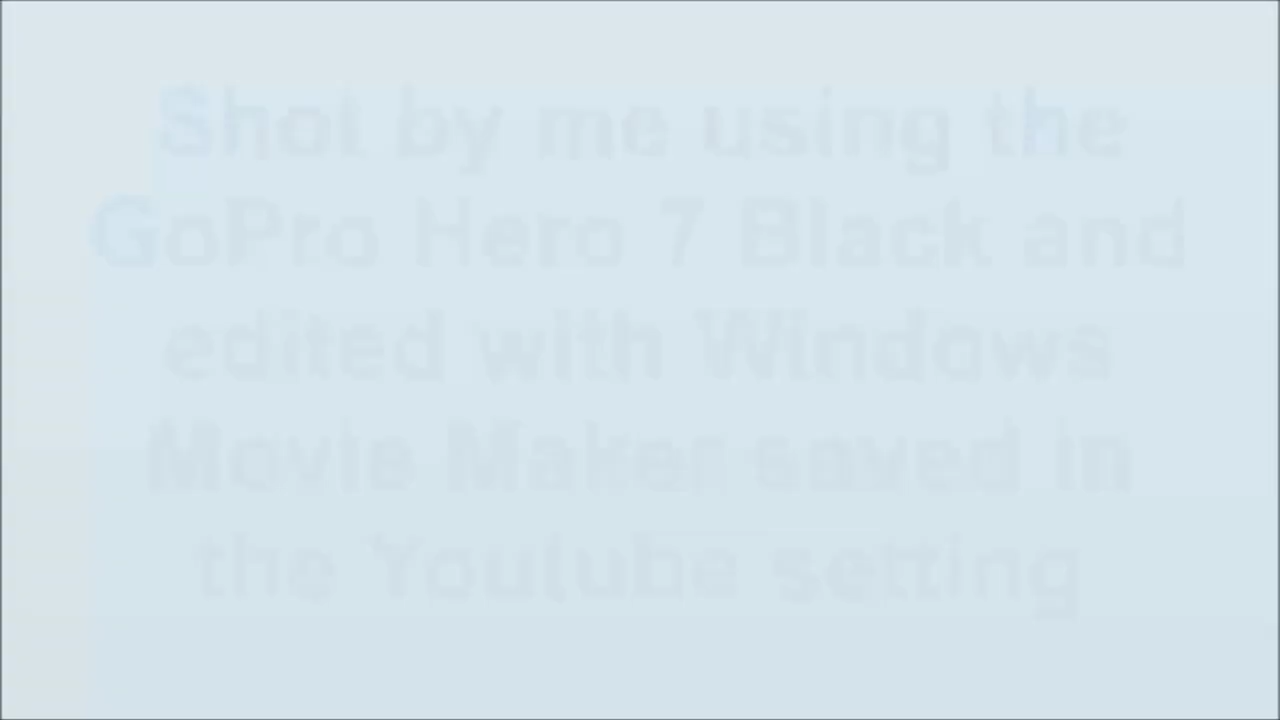 Shot by me using the
GoPro Hero 7 Black and
edited with Windows
Movie Maker saved in
the Youtube setting